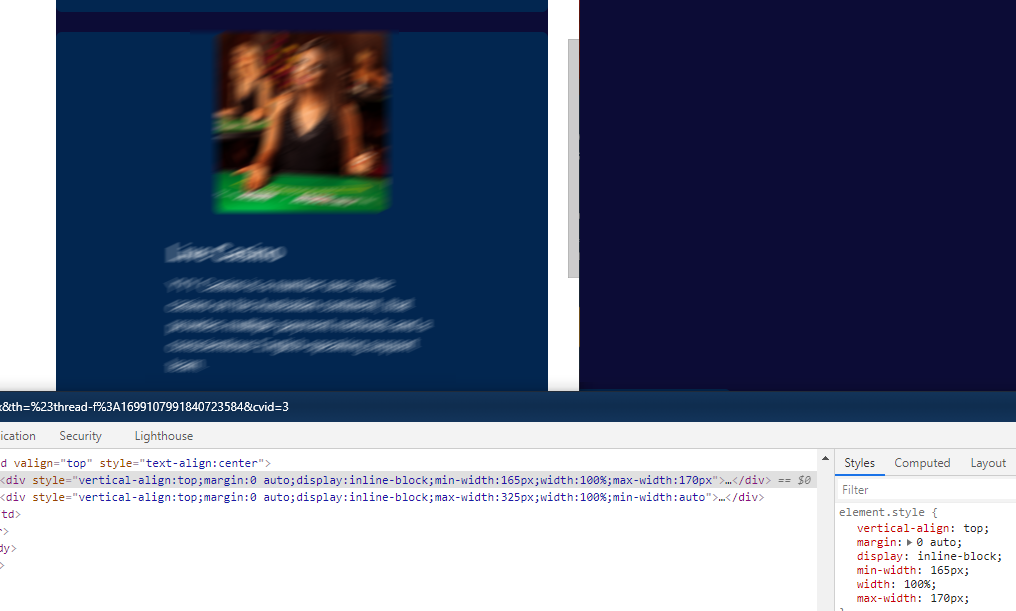 Live Casino
x&th=%23thread-f%3A1699107991840723584&cvid=3
ication Security Lighthouse
d valign="top" style="text-align:center">
<div style="vertical-align:top;margin:0 auto;display:inline-block;min-width:165px;width:100%;max-width:170px">…</div> == $0
<div style="vertical-align:top;margin:0 auto;display:inline-block;max-width:325px;width:100%;min-width:auto">…</div>
td>
r>
dy>
>
Styles Computed Layout
Filter
element.style {
vertical-align: top;
margin: 0 auto;
display: inline-block;
min-width: 165px;
width: 100%;
max-width: 170px;